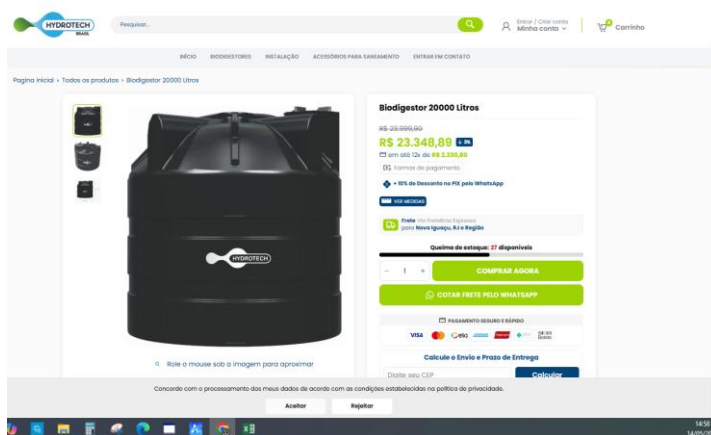 HYDROTECH
BRASIL
Pesquisar...
Entrar / Criar conta
Minha conta
0
Carrinho
INÍCIO BIODIGESTORES INSTALAÇÃO ACESSÓRIOS PARA SANEAMENTO ENTRAR EM CONTATO
Pagina inicial > Todos os produtos > Biodigestor 20000 Litros
Biodigestor 20000 Litros
R$ 23.999,90
R$ 23.348,89
em até 12x de
Formas de pagamento
+ 10% de Desconto no PIX pelo WhatsApp
VER MEDIDAS
Frete
para Nova Iguaçu, RJ e Região
Queima de estoque: 27 disponíveis
- 1 + COMPRAR AGORA
COTAR FRETE PELO WHATSAPP
PAGAMENTO SEGURO E RÁPIDO
VISA cielo
Boleto
Calcule o Envio e Prazo de Entrega
Digite seu CEP Calcular
HYDROTECH
Role o mouse sob a imagem para aproximar
Concordo com o processamento dos meus dados de acordo com as condições estabelecidas na política de privacidade.
Aceitar Rejeitar
14:58